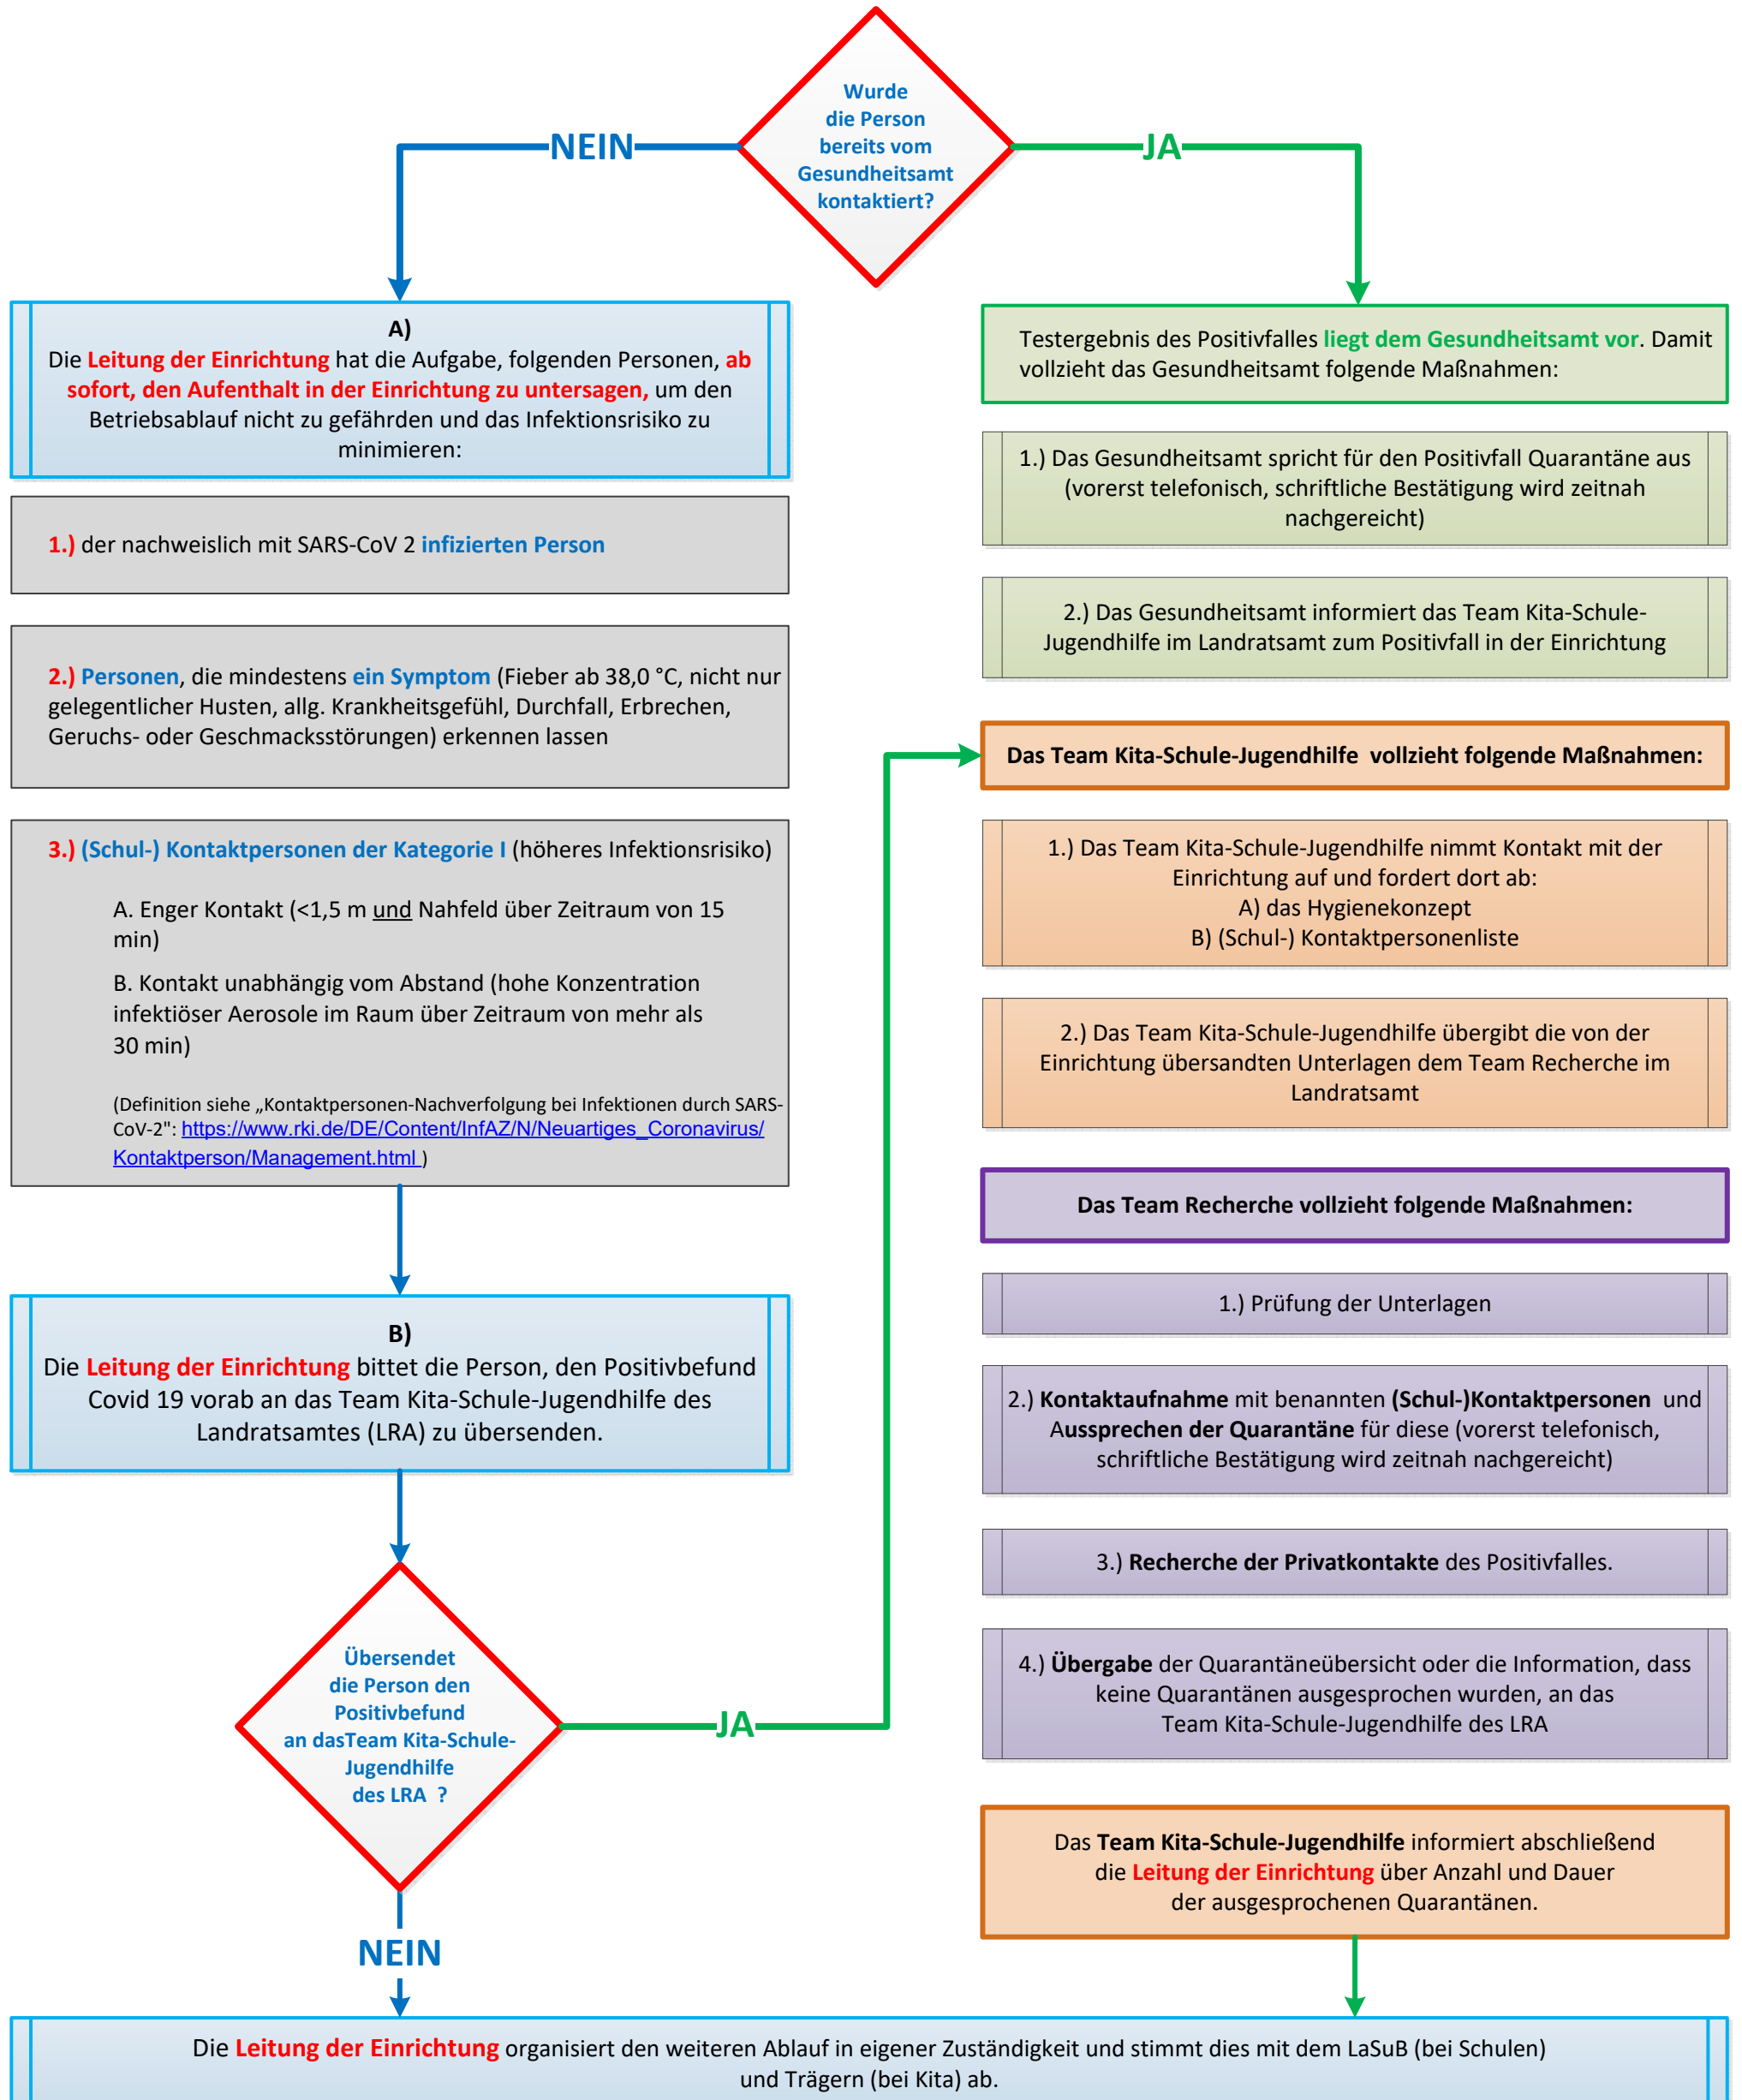 Wurde
die Person
bereits vom
Gesundheitsamt
kontaktiert?
NEIN
JA
A)
Die Leitung der Einrichtung hat die Aufgabe, folgenden Personen, ab
sofort, den Aufenthalt in der Einrichtung zu untersagen, um den
Betriebsablauf nicht zu gefährden und das Infektionsrisiko zu
minimieren:
1.) der nachweislich mit SARS-CoV 2 infizierten Person
2.) Personen, die mindestens ein Symptom (Fieber ab 38,0 °C, nicht nur
gelegentlicher Husten, allg. Krankheitsgefühl, Durchfall, Erbrechen,
Geruchs- oder Geschmacksstörungen) erkennen lassen
3.) (Schul-) Kontaktpersonen der Kategorie I (höheres Infektionsrisiko)
A. Enger Kontakt (<1,5 m und Nahfeld über Zeitraum von 15
min)
B. Kontakt unabhängig vom Abstand (hohe Konzentration
infektiöser Aerosole im Raum über Zeitraum von mehr als
30 min)
(Definition siehe „Kontaktpersonen-Nachverfolgung bei Infektionen durch SARS-
CoV-2": https://www.rki.de/DE/Content/InfAZ/N/Neuartiges_Coronavirus/
Kontaktperson/Management.html )
B)
Die Leitung der Einrichtung bittet die Person, den Positivbefund
Covid 19 vorab an das Team Kita-Schule-Jugendhilfe des
Landratsamtes (LRA) zu übersenden.
Übersendet
die Person den
Positivbefund
an dasTeam Kita-Schule-
Jugendhilfe
des LRA ?
JA
NEIN
Testergebnis des Positivfalles liegt dem Gesundheitsamt vor. Damit
vollzieht das Gesundheitsamt folgende Maßnahmen:
1.) Das Gesundheitsamt spricht für den Positivfall Quarantäne aus
(vorerst telefonisch, schriftliche Bestätigung wird zeitnah
nachgereicht)
2.) Das Gesundheitsamt informiert das Team Kita-Schule-
Jugendhilfe im Landratsamt zum Positivfall in der Einrichtung
Das Team Kita-Schule-Jugendhilfe vollzieht folgende Maßnahmen:
1.) Das Team Kita-Schule-Jugendhilfe nimmt Kontakt mit der
Einrichtung auf und fordert dort ab:
A) das Hygienekonzept
B) (Schul-) Kontaktpersonenliste
2.) Das Team Kita-Schule-Jugendhilfe übergibt die von der
Einrichtung übersandten Unterlagen dem Team Recherche im
Landratsamt
Das Team Recherche vollzieht folgende Maßnahmen:
1.) Prüfung der Unterlagen
2.) Kontaktaufnahme mit benannten (Schul-)Kontaktpersonen und
Aussprechen der Quarantäne für diese (vorerst telefonisch,
schriftliche Bestätigung wird zeitnah nachgereicht)
3.) Recherche der Privatkontakte des Positivfalles.
4.) Übergabe der Quarantäneübersicht oder die Information, dass
keine Quarantänen ausgesprochen wurden, an das
Team Kita-Schule-Jugendhilfe des LRA
Das Team Kita-Schule-Jugendhilfe informiert abschließend
die Leitung der Einrichtung über Anzahl und Dauer
der ausgesprochenen Quarantänen.
Die Leitung der Einrichtung organisiert den weiteren Ablauf in eigener Zuständigkeit und stimmt dies mit dem LaSuB (bei Schulen)
und Trägern (bei Kita) ab.